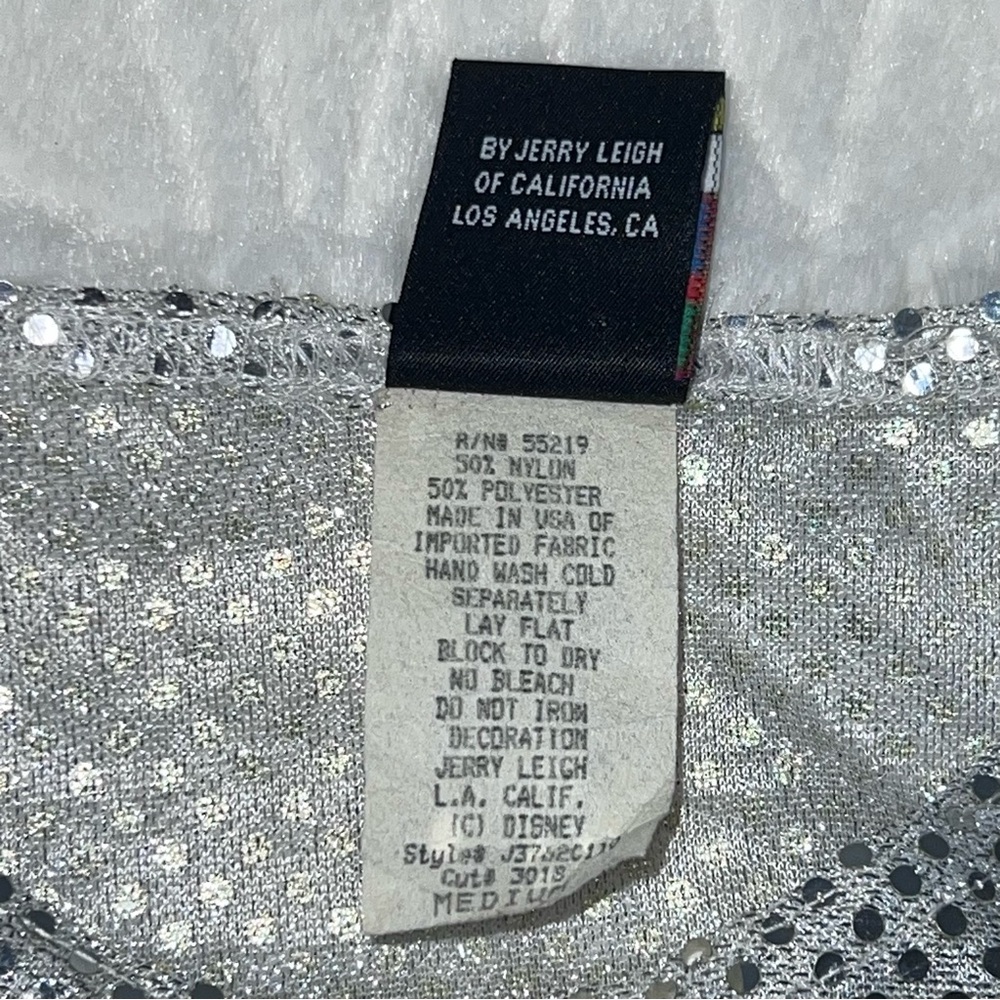 BY JERRY LEIGH
OF CALIFORNIA
LOS ANGELES, CA
R/N# 55219
50% NYLON
50% POLYESTER
MADE IN USA OF
IMPORTED FABRIC
HAND WASH COLD
SEPARATELY
LAY FLAT
BLOCK TO DRY
NO BLEACH
DO NOT IRON
DECORATION
JERRY LEIGH
L.A. CALIF.
(C) DISNEY
Style#
Cut# 3018
MEDIUM